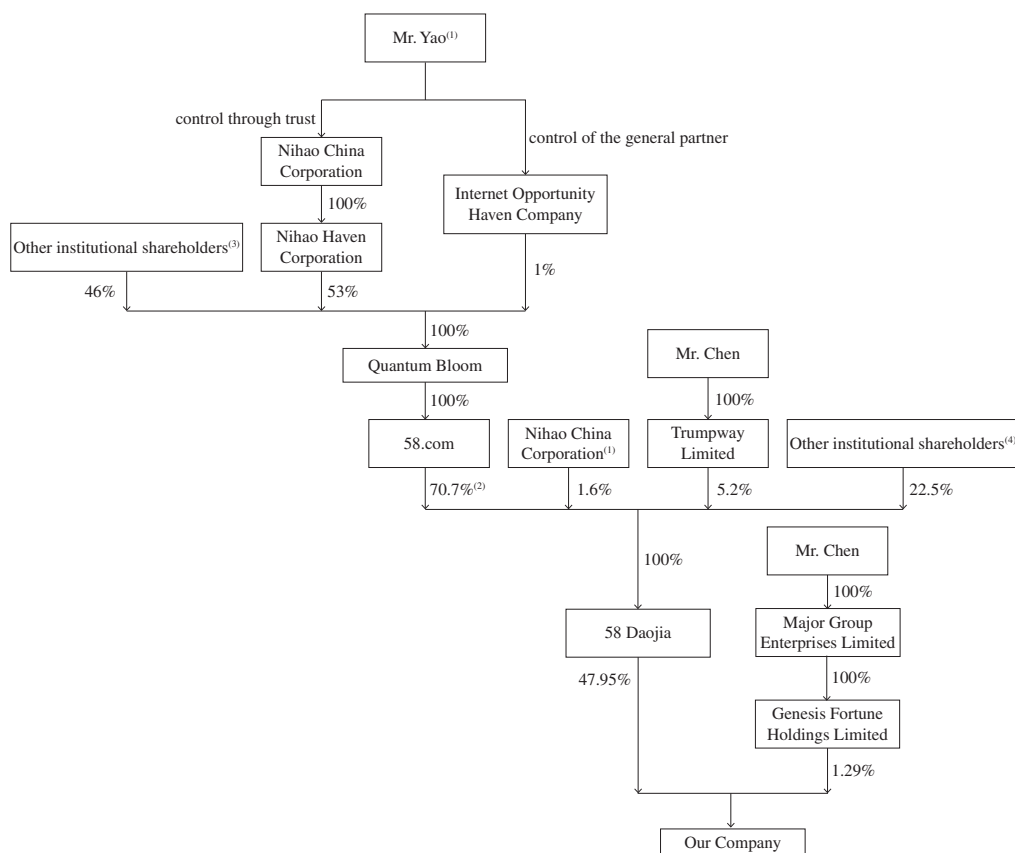 Mr. Yao(1)
control through trust
control of the general partner
Nihao China
Corporation
Internet Opportunity
Haven Company
100%
Other institutional shareholders(3)
Nihao Haven
Corporation
46%
53%
1%
100%
Quantum Bloom
Mr. Chen
100%
100%
58.com
Nihao China
Corporation(1)
Trumpway
Limited
Other institutional shareholders(4)
70.7%(2)
1.6%
5.2%
22.5%
100%
Mr. Chen
100%
58 Daojia
Major Group
Enterprises Limited
47.95%
100%
Genesis Fortune
Holdings Limited
1.29%
Our Company